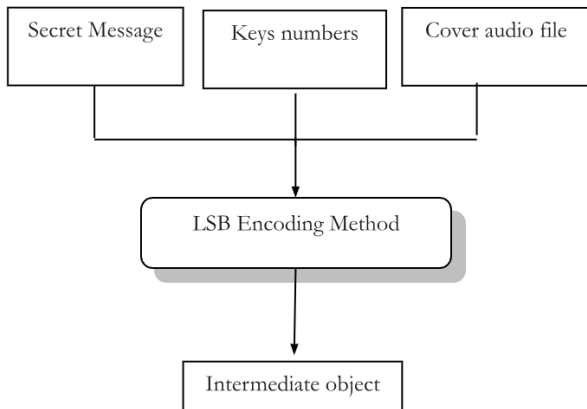 Secret Message
Keys numbers
Cover audio file
LSB Encoding Method
Intermediate object